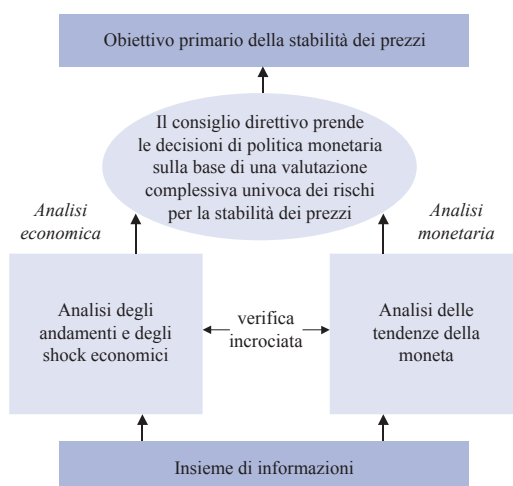 Obiettivo primario della stabilità dei prezzi
Il consiglio direttivo prende
le decisioni di politica monetaria
sulla base di una valutazione
complessiva univoca dei rischi
per la stabilità dei prezzi
Analisi
economica
Analisi
monetaria
Analisi degli
andamenti e degli
shock economici
verifica
incrociata
Analisi delle
tendenze della
moneta
Insieme di informazioni